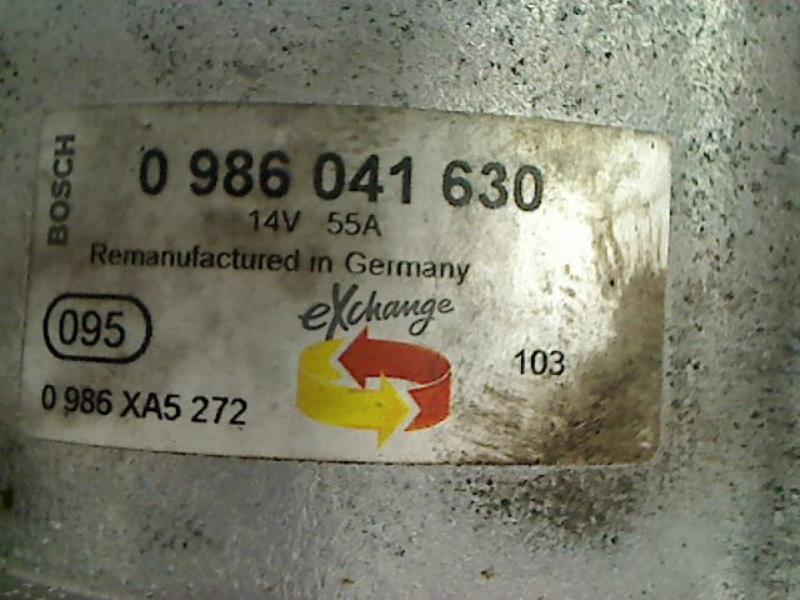 BOSCH
0 986 041 630
14V 55A
Remanufactured in Germany
eXchange
095
103
0 986 XA5 272